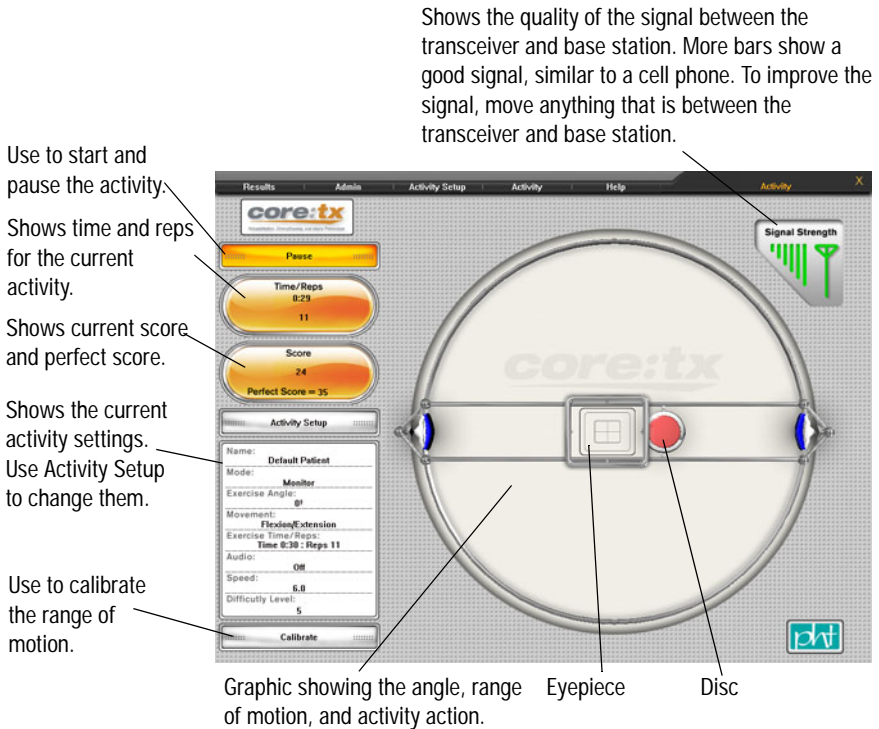 Shows the quality of the signal between the
transceiver and base station. More bars show a
good signal, similar to a cell phone. To improve the
signal, move anything that is between the
transceiver and base station.
Use to start and
pause the activity.
Shows time and reps
for the current
activity.
Shows current score
and perfect score.
Shows the current
activity settings.
Use Activity Setup
to change them.
Use to calibrate
the range of
motion.
Results Admin Activity Setup Activity Help Activity X
core:tx
Pause
Time/Reps
0:29
11
Score
24
Perfect Score = 35
Activity Setup
Name:
Default Patient
Mode:
Monitor
Exercise Angle:
0°
Movement:
Flexion/Extension
Exercise Time/Reps:
Time 0:30 : Reps 11
Audio:
Off
Speed:
6.0
Difficutly Level:
5
Calibrate
Signal Strength
core:tx
pht
Graphic showing the angle, range
of motion, and activity action.
Eyepiece
Disc